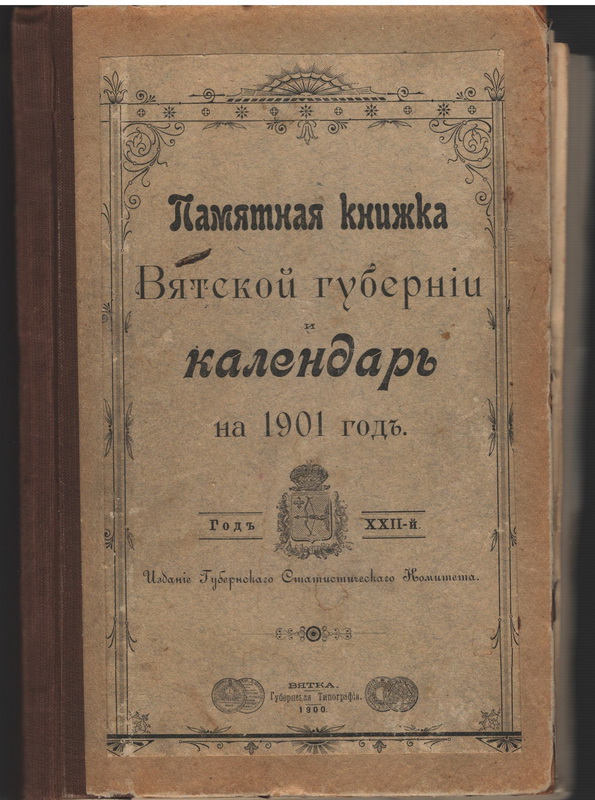 Памятная книжка
Вятской губерніи
и
календарь
на 1901 годъ.
Годъ XXII-й.
Изданіе Губернскаго Статистическаго Комитета.
ВЯТКА.
Губернская Типографія.
1900.